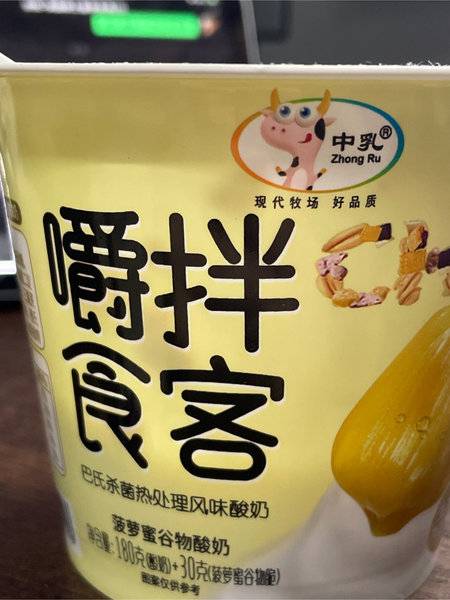 中乳®
Zhong Ru
现代牧场 好品质
嚼拌
食客
巴氏杀菌热处理风味酸奶
菠萝蜜谷物酸奶
净含量:180克(酸奶)+30克(菠萝蜜谷物脆)
图案仅供参考